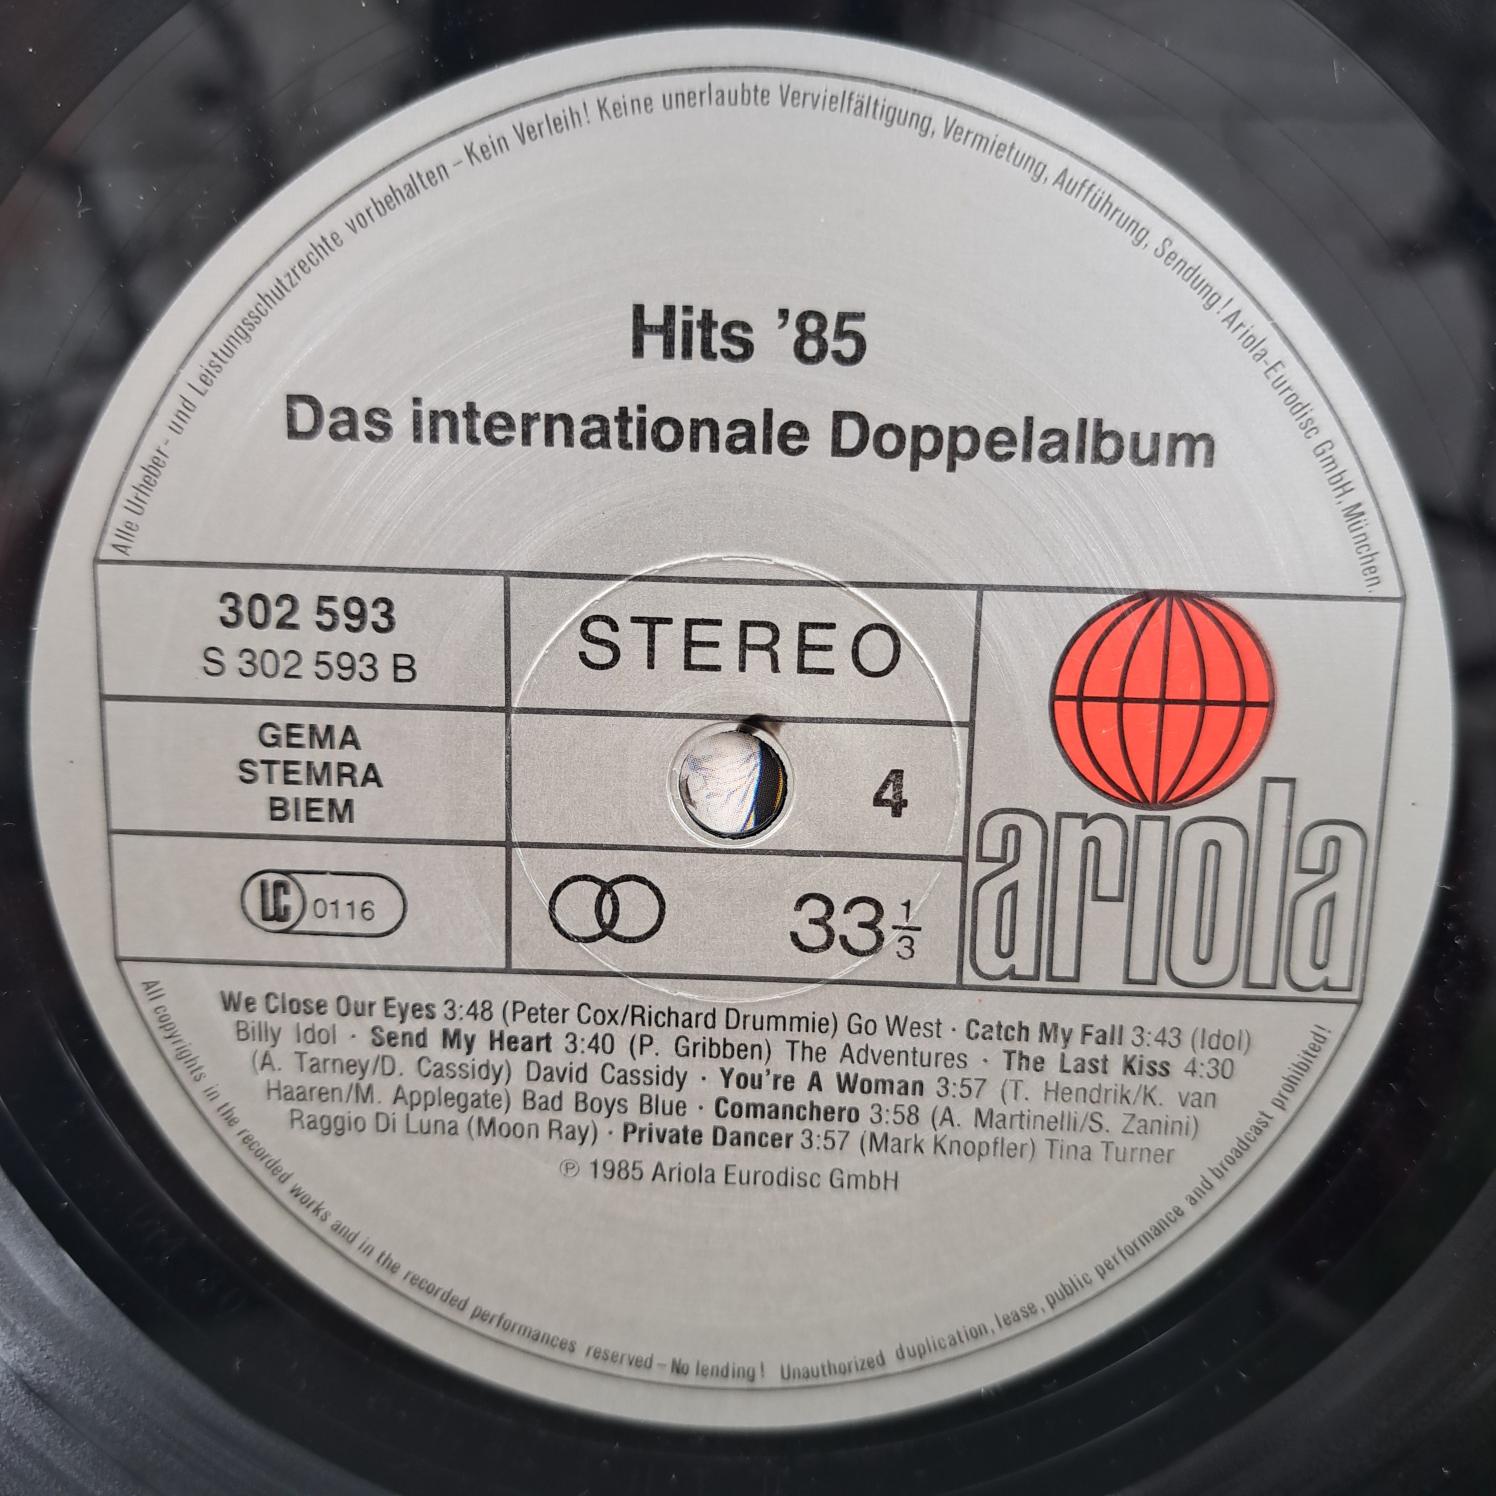 Alle Urheber- und Leistungsschutzrechte vorbehalten – Kein Verleih! Keine unerlaubte Vervielfältigung, Vermietung, Aufführung, Sendung! Ariola-Eurodisc GmbH, München.
Hits ’85
Das internationale Doppelalbum
302 593
S 302 593 B
STEREO
GEMA
STEMRA
BIEM
4
LC 0116
33 1/3
ariola
We Close Our Eyes 3:48 (Peter Cox/Richard Drummie) Go West · Catch My Fall 3:43 (Idol)
Billy Idol · Send My Heart 3:40 (P. Gribben) The Adventures · The Last Kiss 4:30
(A. Tarney/D. Cassidy) David Cassidy · You're A Woman 3:57 (T. Hendrik/K. van
Haaren/M. Applegate) Bad Boys Blue · Comanchero 3:58 (A. Martinelli/S. Zanini)
Raggio Di Luna (Moon Ray) · Private Dancer 3:57 (Mark Knopfler) Tina Turner
℗ 1985 Ariola Eurodisc GmbH
All copyrights in the recorded works and in the recorded performances reserved – No lending! Unauthorized duplication, lease, public performance and broadcast prohibited!